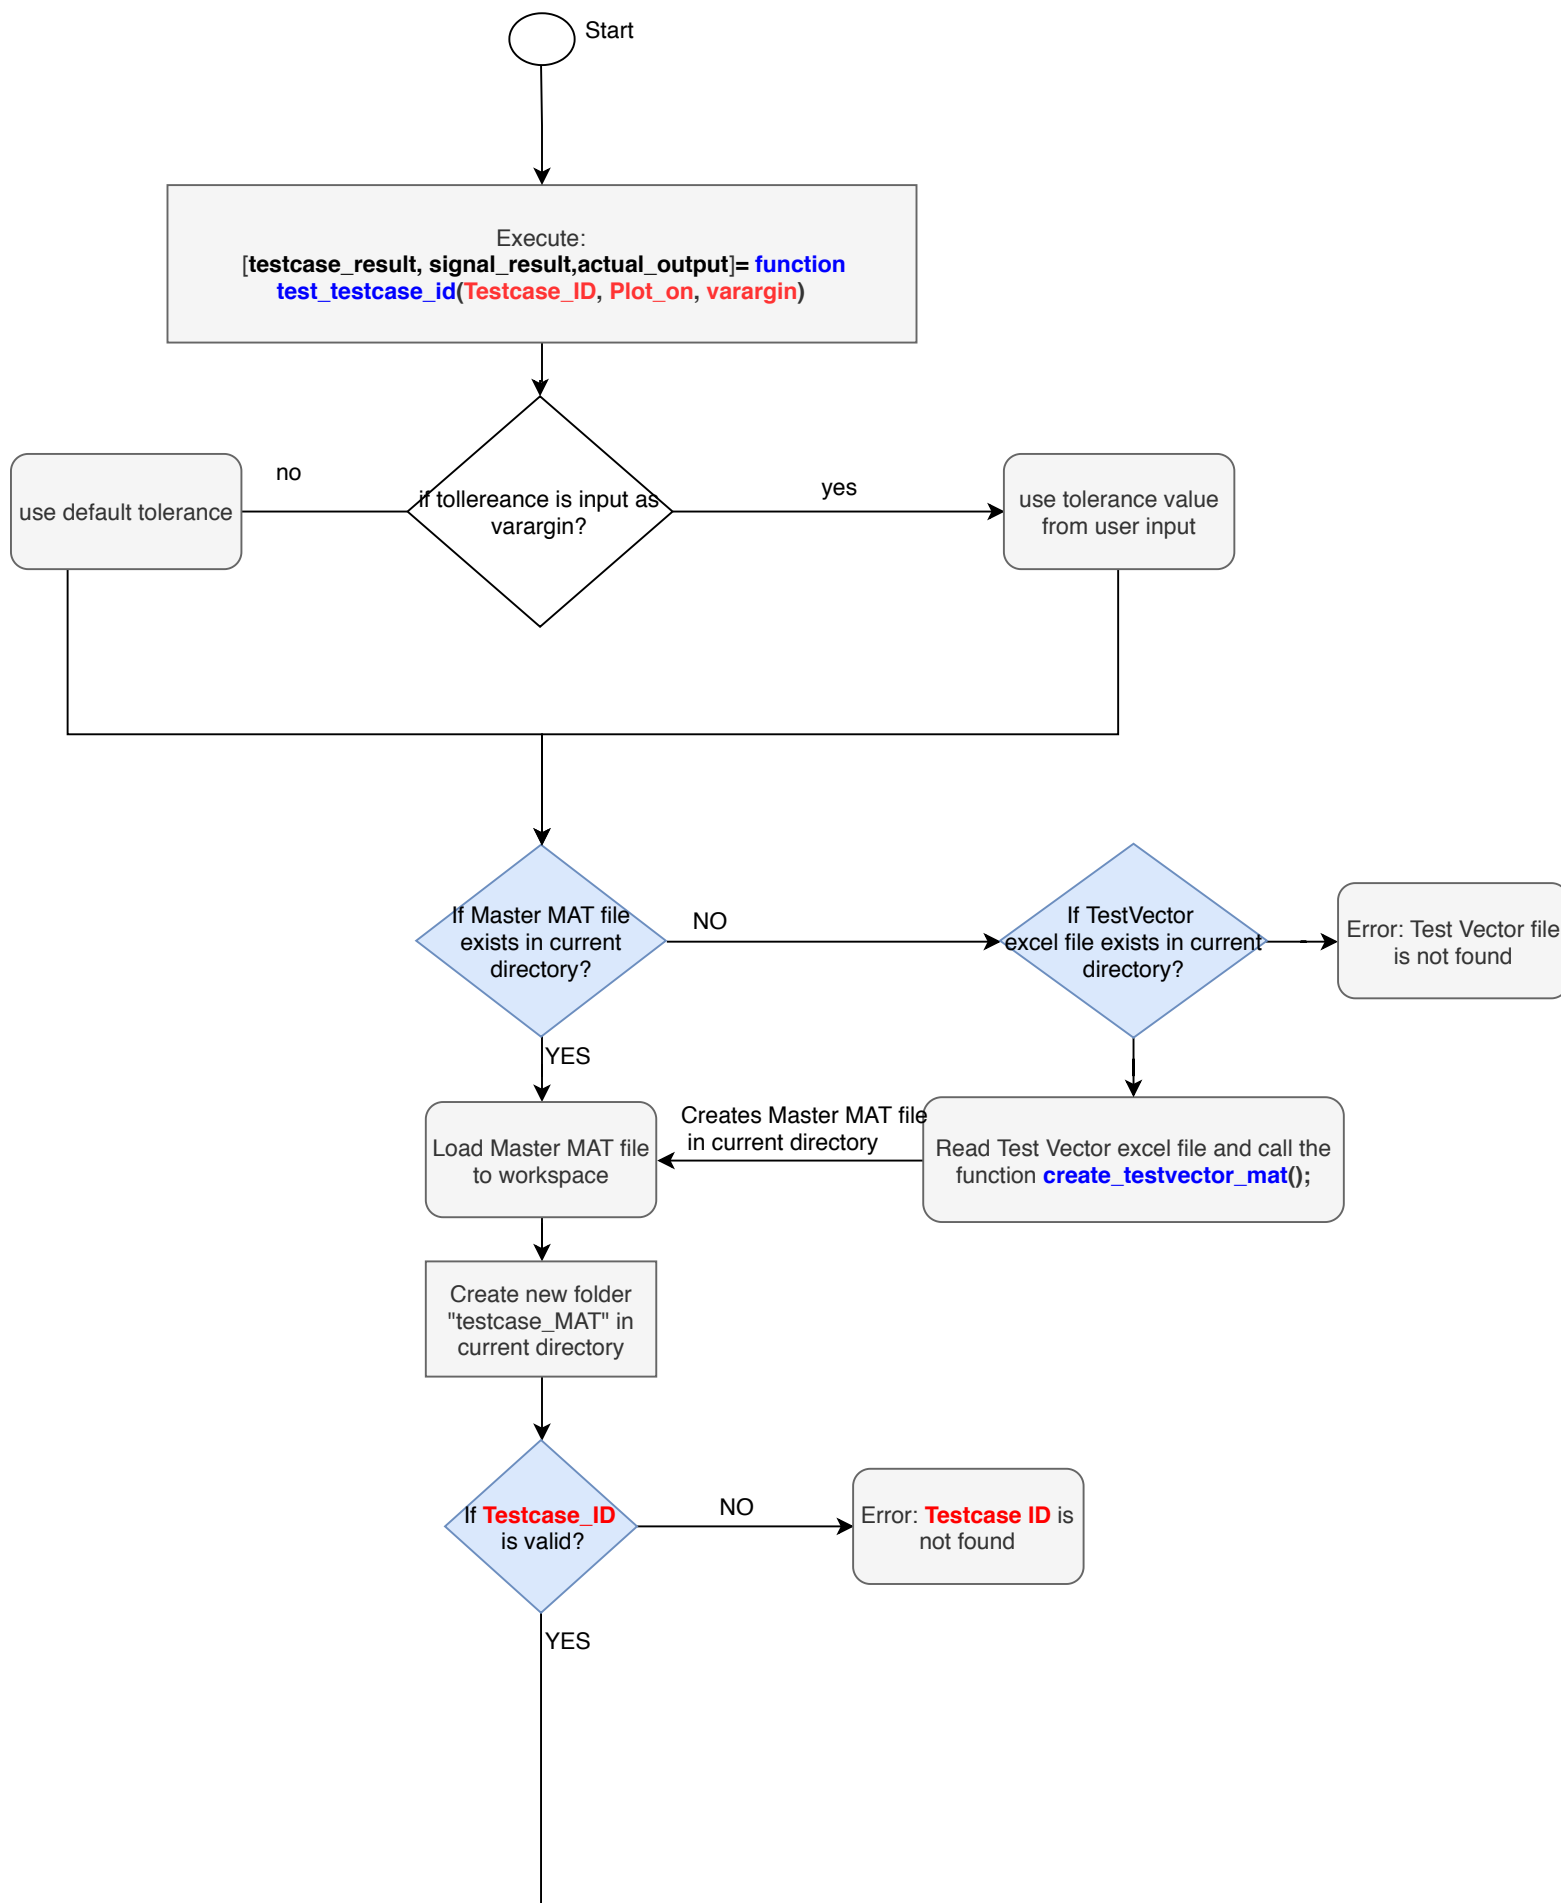 Start
Execute:
[testcase_result, signal_result,actual_output]= function
test_testcase_id(Testcase_ID, Plot_on, varargin)
no
if tollereance is input as
varargin?
yes
use default tolerance
use tolerance value
from user input
If Master MAT file
exists in current
directory?
NO
If TestVector
excel file exists in current
directory?
Error: Test Vector file
is not found
YES
Load Master MAT file
to workspace
Creates Master MAT file
in current directory
Read Test Vector excel file and call the
function create_testvector_mat();
Create new folder
"testcase_MAT" in
current directory
If Testcase_ID
is valid?
NO
Error: Testcase ID is
not found
YES